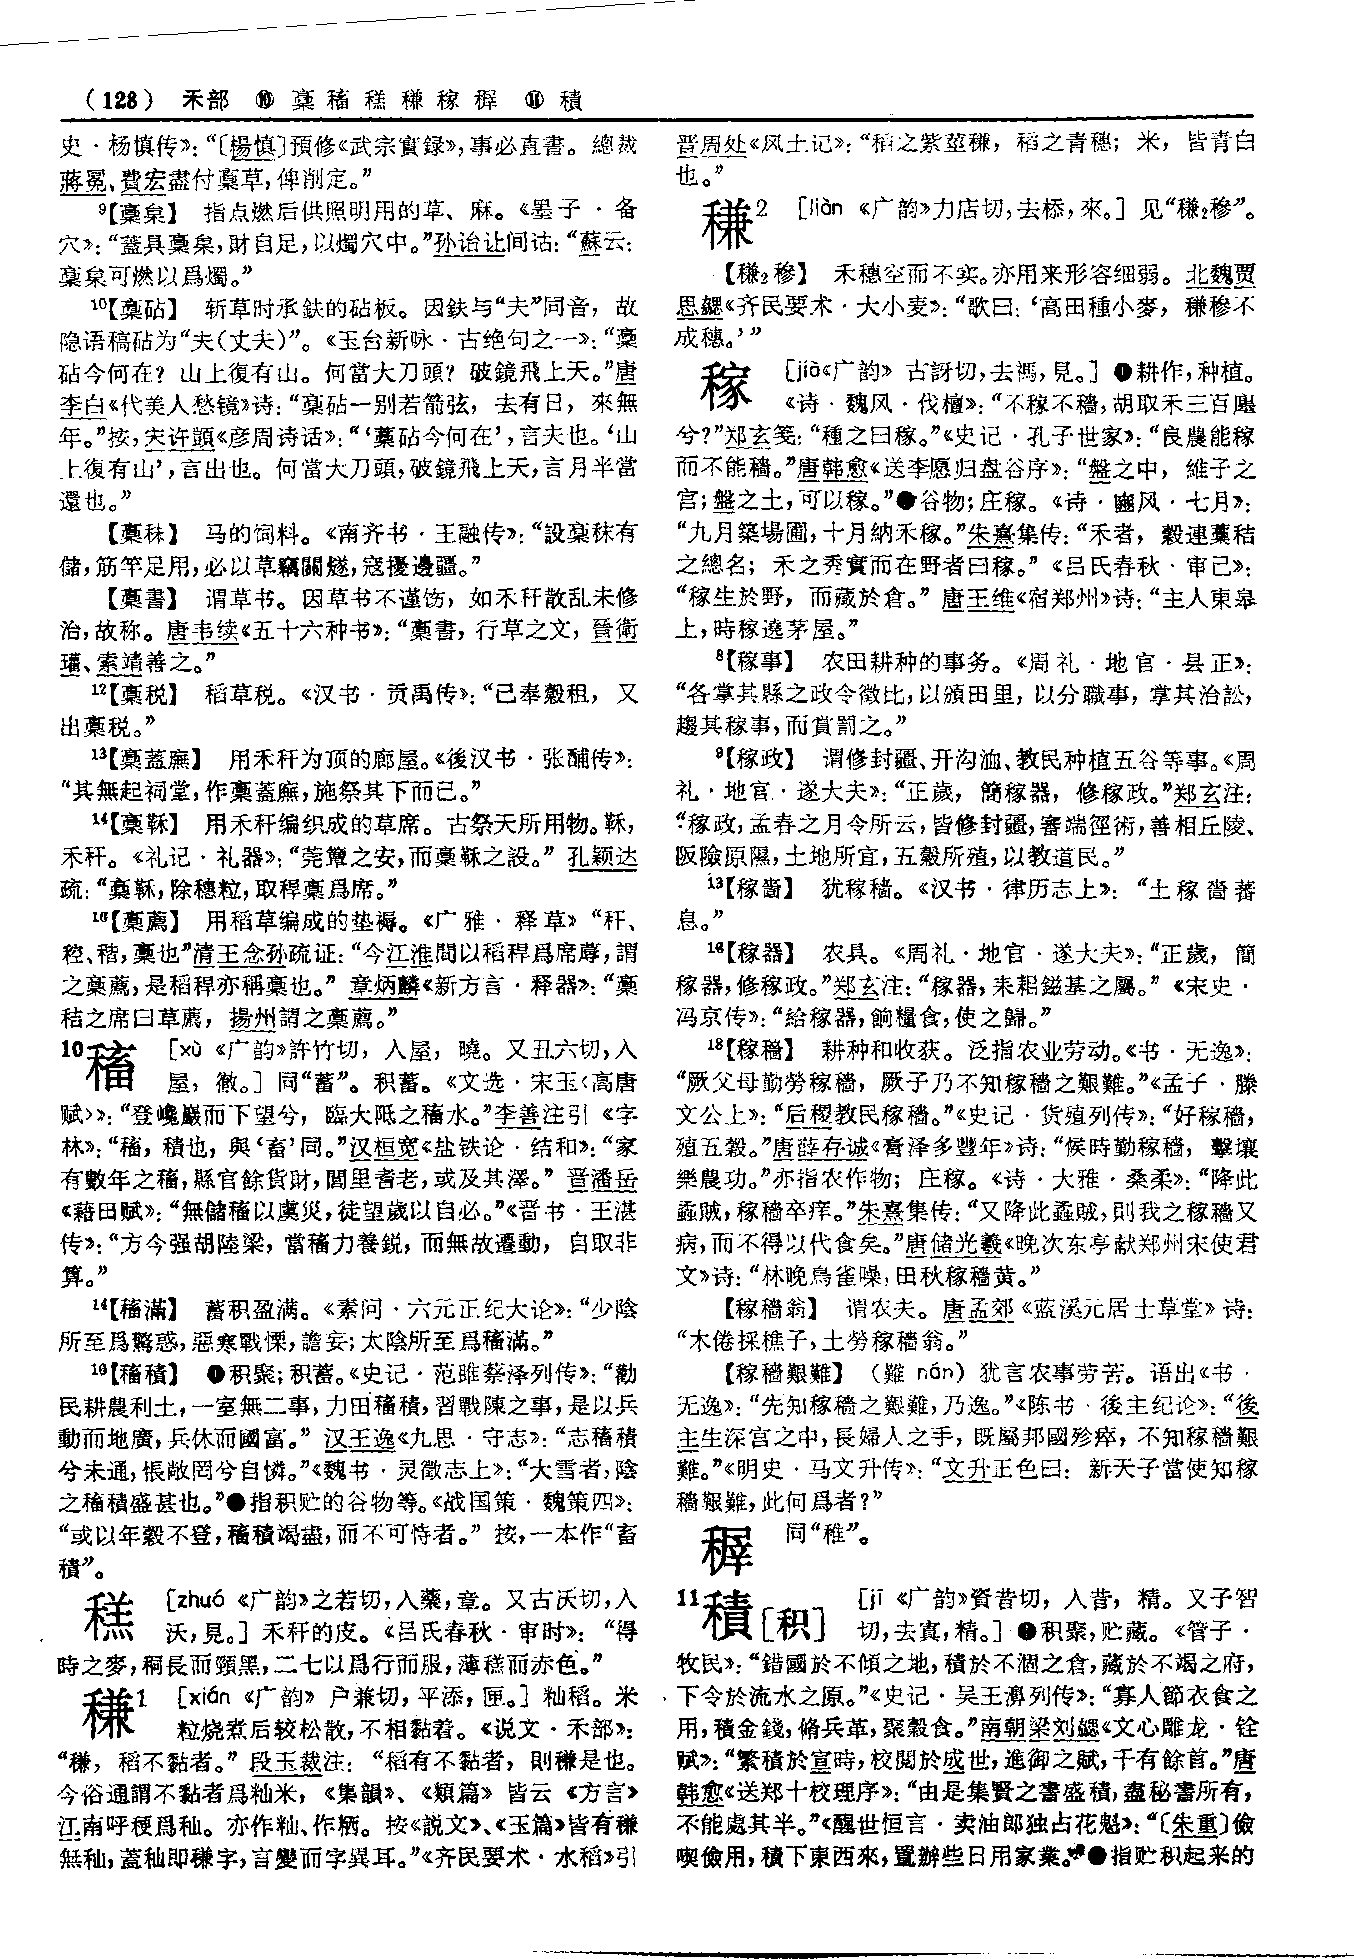 （128） 禾部 ⑩ 稾稸穛稴稼稺 ⑪ 積
史·杨慎传》：“〔楊慎〕預修《武宗實録》，事必直書。總裁
蔣冕、費宏盡付稾草，俾削定。”
⁹【稾枲】 指点燃后供照明用的草、麻。《墨子·备
穴》：“蓋具稾枲，財自足，以燭穴中。”孙诒让间诂：“蘇云：
稾枲可燃以爲燭。”
¹⁰【稾砧】 斩草时承鈇的砧板。因鈇与“夫”同音，故
隐语稿砧为“夫（丈夫）”。《玉台新咏·古绝句之一》：“稾
砧今何在？山上復有山。何當大刀頭？破鏡飛上天。”唐
李白《代美人愁镜》诗：“稾砧一别若箭弦，去有日，來無
年。”按，宋许顗《彦周诗话》：“‘稾砧今何在’，言夫也。‘山
上復有山’，言出也。何當大刀頭，破鏡飛上天，言月半當
還也。”
【稾秣】 马的饲料。《南齐书·王融传》：“設稾秣有
儲，筋竿足用，必以草竊關燧，寇擾邊疆。”
【稾書】 谓草书。因草书不谨饬，如禾秆散乱未修
治，故称。唐韦续《五十六种书》：“稾書，行草之文，晉衛
瓘、索靖善之。”
¹²【稾税】 稻草税。《汉书·贡禹传》：“已奉穀租，又
出稾税。”
¹³【稾蓋廡】 用禾秆为顶的廊屋。《後汉书·张酺传》：
“其無起祠堂，作稾蓋廡，施祭其下而已。”
¹⁴【稾鞂】 用禾秆编织成的草席。古祭天所用物。鞂，
禾秆。《礼记·礼器》：“莞簟之安，而稾鞂之設。”孔颖达
疏：“稾鞂，除穗粒，取稈稾爲席。”
¹⁶【稾薦】 用稻草编成的垫褥。《广雅·释草》“秆、
稕、秸，稾也”清王念孙疏证：“今江淮間以稻稈爲席蓐，謂
之稾薦，是稻稈亦稱稾也。”章炳麟《新方言·释器》：“稾
秸之席曰草薦，揚州謂之稾薦。”
10稸 [xù 《广韵》許竹切，入屋，曉。又丑六切，入
屋，徹。] 同“蓄”。积蓄。《文选·宋玉〈高唐
赋〉》：“登巉巖而下望兮，臨大阺之稸水。”李善注引《字
林》：“稸，積也，與‘畜’同。”汉桓宽《盐铁论·结和》：“家
有數年之稸，縣官餘貨財，閭里耆老，或及其澤。”晋潘岳
《藉田赋》：“無儲稸以虞災，徒望歲以自必。”《晋书·王湛
传》：“方今强胡陸梁，當稸力養鋭，而無故遷動，自取非
算。”
¹⁴【稸滿】 蓄积盈满。《素问·六元正纪大论》：“少陰
所至爲驚惑，惡寒戰慄，譫妄；太陰所至爲稸滿。”
¹⁶【稸積】 ❶积聚；积蓄。《史记·范雎蔡泽列传》：“勸
民耕農利土，一室無二事，力田稸積，習戰陳之事，是以兵
動而地廣，兵休而國富。”汉王逸《九思·守志》：“志稸積
兮未通，悵敞罔兮自憐。”《魏书·灵徵志上》：“大雪者，陰
之稸積盛甚也。”●指积贮的谷物等。《战国策·魏策四》：
“或以年穀不登，稸積竭盡，而不可恃者。”按，一本作“畜
積”。
穛 [zhuó 《广韵》之若切，入藥，章。又古沃切，入
沃，見。] 禾秆的皮。《吕氏春秋·审时》：“得
時之麥，秱長而頸黑，二七以爲行而服，薄穛而赤色。”
稴1 [xián 《广韵》户兼切，平添，匣。] 籼稻。米
粒烧煮后较松散，不相黏着。《说文·禾部》：
“稴，稻不黏者。”段玉裁注：“稻有不黏者，則稴是也。
今俗通謂不黏者爲籼米，《集韻》、《類篇》皆云《方言》
江南呼稉爲秈。亦作籼、作𥞃。按《説文》、《玉篇》皆有稴
無秈，蓋秈即稴字，音變而字異耳。”《齐民要术·水稻》引
晋周处《风土记》：“稻之紫莖稴，稻之青穗；米，皆青白
也。”
稴2 [liàn 《广韵》力店切，去㮇，來。] 见“稴₂穇”。
【稴₂穇】 禾穗空而不实。亦用来形容细弱。北魏贾
思勰《齐民要术·大小麦》：“歌曰：‘高田種小麥，稴穇不
成穗。’”
稼 [jià《广韵》 古訝切，去禡，見。] ❶耕作，种植。
《诗·魏风·伐檀》：“不稼不穡，胡取禾三百廛
兮？”郑玄笺：“種之曰稼。”《史记·孔子世家》：“良農能稼
而不能穡。”唐韩愈《送李愿归盘谷序》：“盤之中，維子之
宫；盤之土，可以稼。”●谷物；庄稼。《诗·豳风·七月》：
“九月築場圃，十月納禾稼。”朱熹集传：“禾者，穀連藁秸
之總名；禾之秀實而在野者曰稼。”《吕氏春秋·审己》：
“稼生於野，而藏於倉。”唐王维《宿郑州》诗：“主人東皋
上，時稼遶茅屋。”
⁸【稼事】 农田耕种的事务。《周礼·地官·县正》：
“各掌其縣之政令徵比，以頒田里，以分職事，掌其治訟，
趨其稼事，而賞罰之。”
⁹【稼政】 谓修封疆、开沟洫、教民种植五谷等事。《周
礼·地官·遂大夫》：“正歲，簡稼器，修稼政。”郑玄注：
“稼政，孟春之月令所云，皆修封疆，審端徑術，善相丘陵、
阪險原隰，土地所宜，五穀所殖，以教道民。”
¹³【稼嗇】 犹稼穑。《汉书·律历志上》：“土稼嗇蕃
息。”
¹⁶【稼器】 农具。《周礼·地官·遂大夫》：“正歲，簡
稼器，修稼政。”郑玄注：“稼器，耒耜鎡基之屬。”《宋史·
冯京传》：“給稼器，餉糧食，使之歸。”
¹⁸【稼穡】 耕种和收获。泛指农业劳动。《书·无逸》：
“厥父母勤勞稼穡，厥子乃不知稼穡之艱難。”《孟子·滕
文公上》：“后稷教民稼穡。”《史记·货殖列传》：“好稼穡，
殖五穀。”唐薛存诚《膏泽多豐年》诗：“候時勤稼穡，擊壤
樂農功。”亦指农作物；庄稼。《诗·大雅·桑柔》：“降此
蟊賊，稼穡卒痒。”朱熹集传：“又降此蟊賊，則我之稼穡又
病，而不得以代食矣。”唐储光羲《晚次东亭献郑州宋使君
文》诗：“林晚鳥雀噪，田秋稼穡黄。”
【稼穡翁】 谓农夫。唐孟郊《蓝溪元居士草堂》诗：
“木倦採樵子，土勞稼穡翁。”
【稼穡艱難】 （難 nán）犹言农事劳苦。语出《书·
无逸》：“先知稼穡之艱難，乃逸。”《陈书·後主纪论》：“後
主生深宫之中，長婦人之手，既屬邦國殄瘁，不知稼穡艱
難。”《明史·马文升传》：“文升正色曰：新天子當使知稼
穡艱難，此何爲者？”
稺 同“稚”。
11積[积] [jī 《广韵》資昔切，入昔，精。又子智
切，去寘，精。] ❶积聚，贮藏。《管子·
牧民》：“錯國於不傾之地，積於不涸之倉，藏於不竭之府，
下令於流水之原。”《史记·吴王濞列传》：“寡人節衣食之
用，積金錢，脩兵革，聚穀食。”南朝梁刘勰《文心雕龙·诠
赋》：“繁積於宣時，校閲於成世，進御之賦，千有餘首。”唐
韩愈《送郑十校理序》：“由是集賢之書盛積，盡秘書所有，
不能處其半。”《醒世恒言·卖油郎独占花魁》：“〔朱重〕儉
喫儉用，積下東西來，置辦些日用家業。”●指贮积起来的